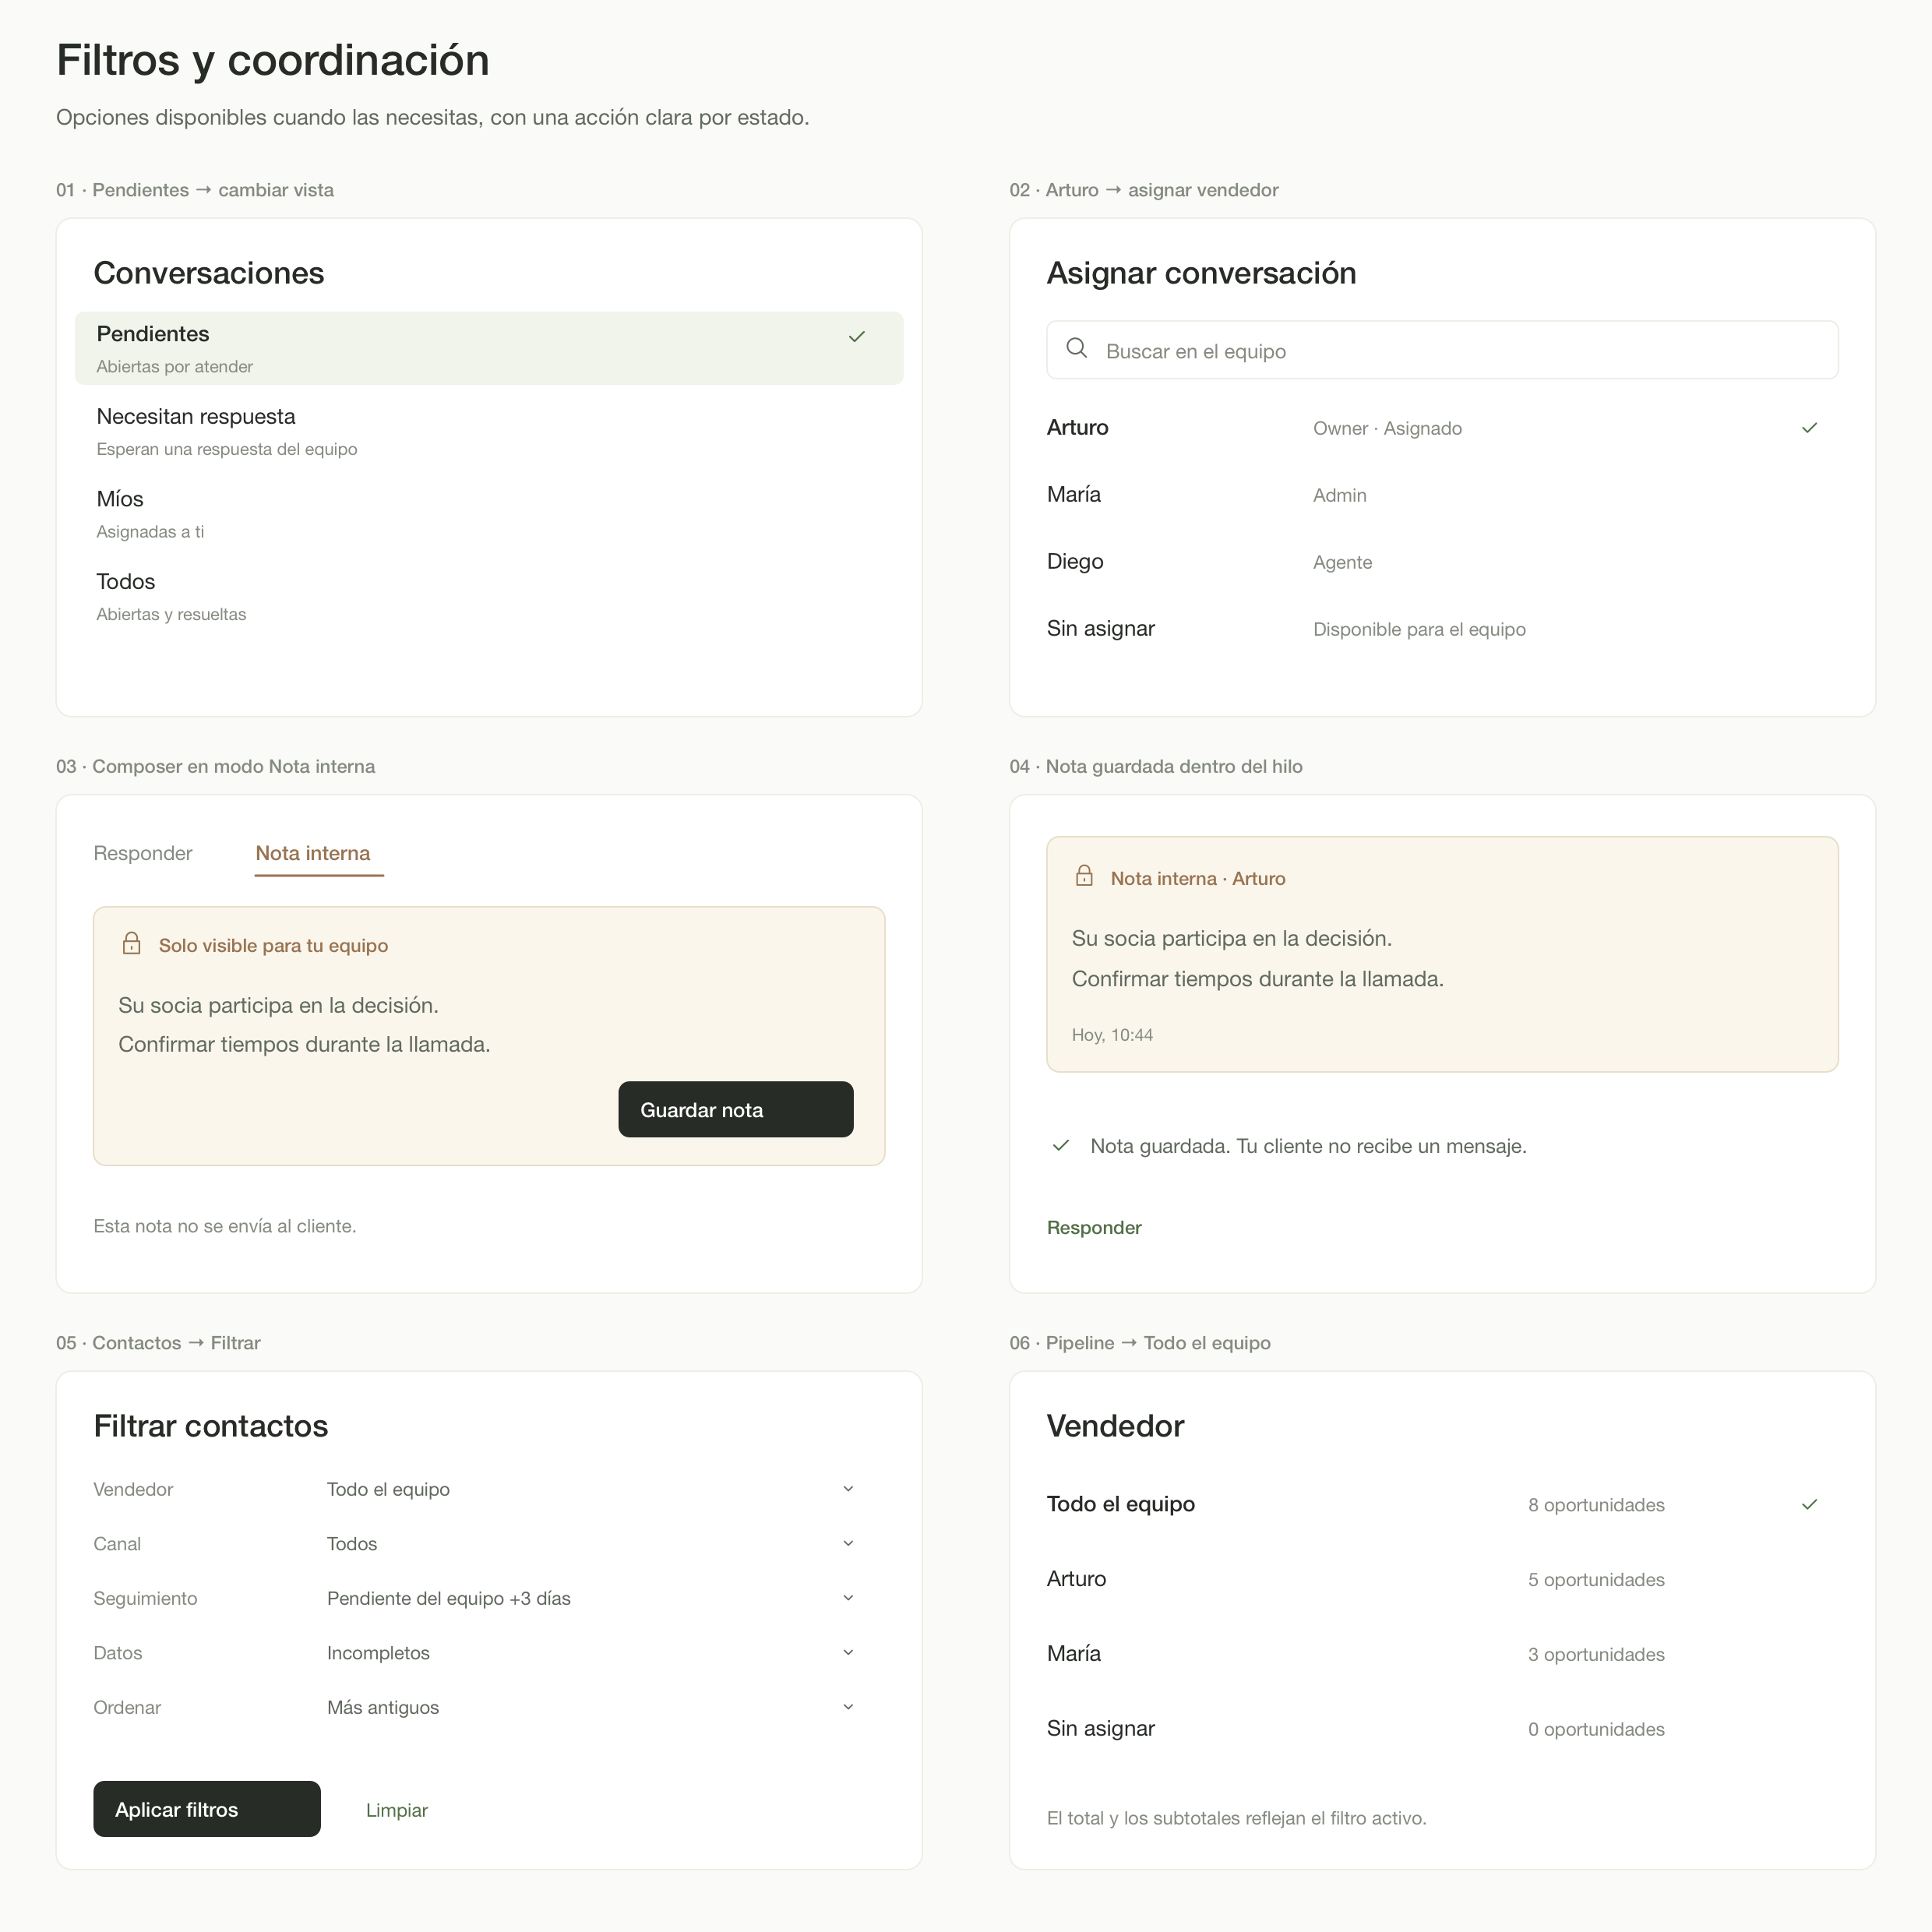 Filtros y coordinación
Opciones disponibles cuando las necesitas, con una acción clara por estado.
01 · Pendientes → cambiar vista
Conversaciones
Pendientes
Abiertas por atender
Necesitan respuesta
Esperan una respuesta del equipo
Míos
Asignadas a ti
Todos
Abiertas y resueltas
02 · Arturo → asignar vendedor
Asignar conversación
Buscar en el equipo
Arturo Owner · Asignado
María Admin
Diego Agente
Sin asignar Disponible para el equipo
03 · Composer en modo Nota interna
Responder Nota interna
Solo visible para tu equipo
Su socia participa en la decisión.
Confirmar tiempos durante la llamada.
Guardar nota
Esta nota no se envía al cliente.
04 · Nota guardada dentro del hilo
Nota interna · Arturo
Su socia participa en la decisión.
Confirmar tiempos durante la llamada.
Hoy, 10:44
Nota guardada. Tu cliente no recibe un mensaje.
Responder
05 · Contactos → Filtrar
Filtrar contactos
Vendedor Todo el equipo
Canal Todos
Seguimiento Pendiente del equipo +3 días
Datos Incompletos
Ordenar Más antiguos
Aplicar filtros Limpiar
06 · Pipeline → Todo el equipo
Vendedor
Todo el equipo 8 oportunidades
Arturo 5 oportunidades
María 3 oportunidades
Sin asignar 0 oportunidades
El total y los subtotales reflejan el filtro activo.